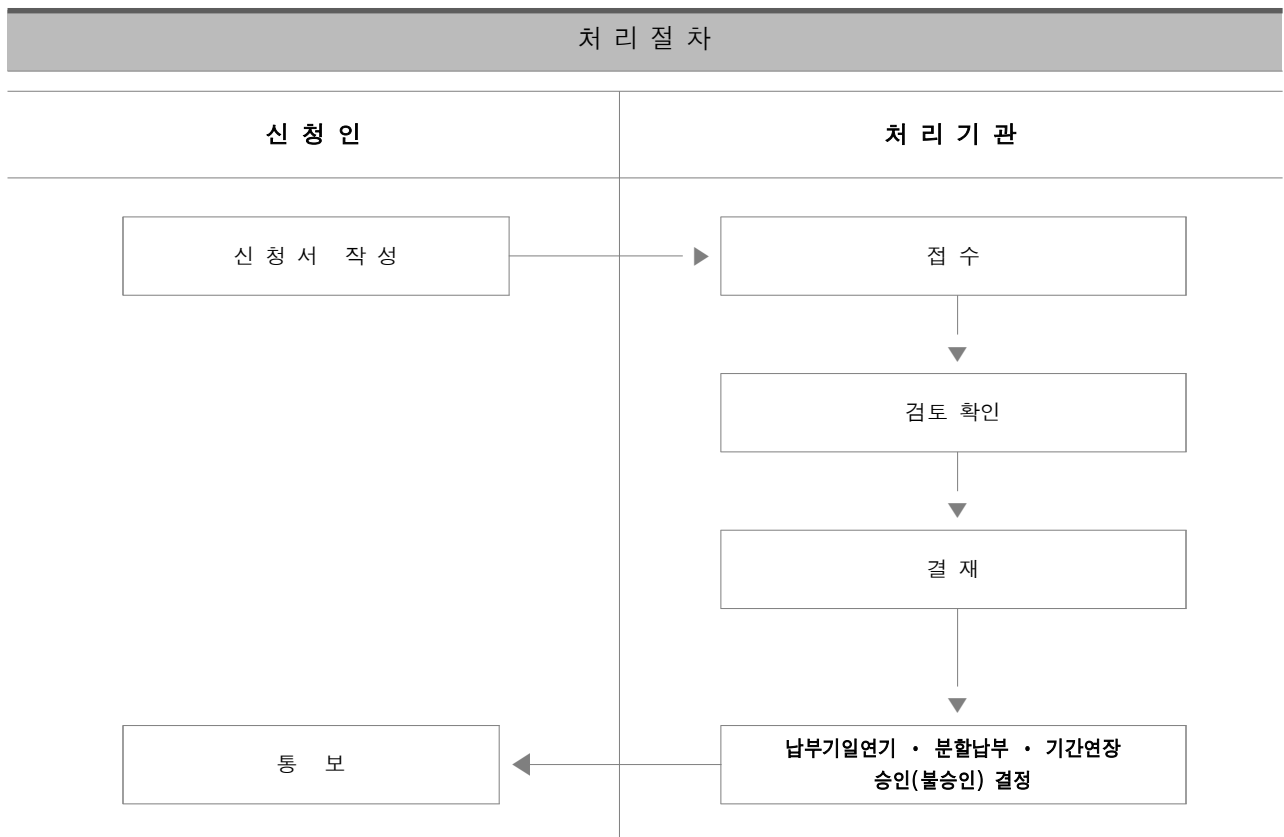 처 리 절 차
신 청 인
처 리 기 관
신 청 서 작 성
접 수
검토 확인
결 재
납부기일연기 · 분할납부 · 기간연장
승인(불승인) 결정
통 보